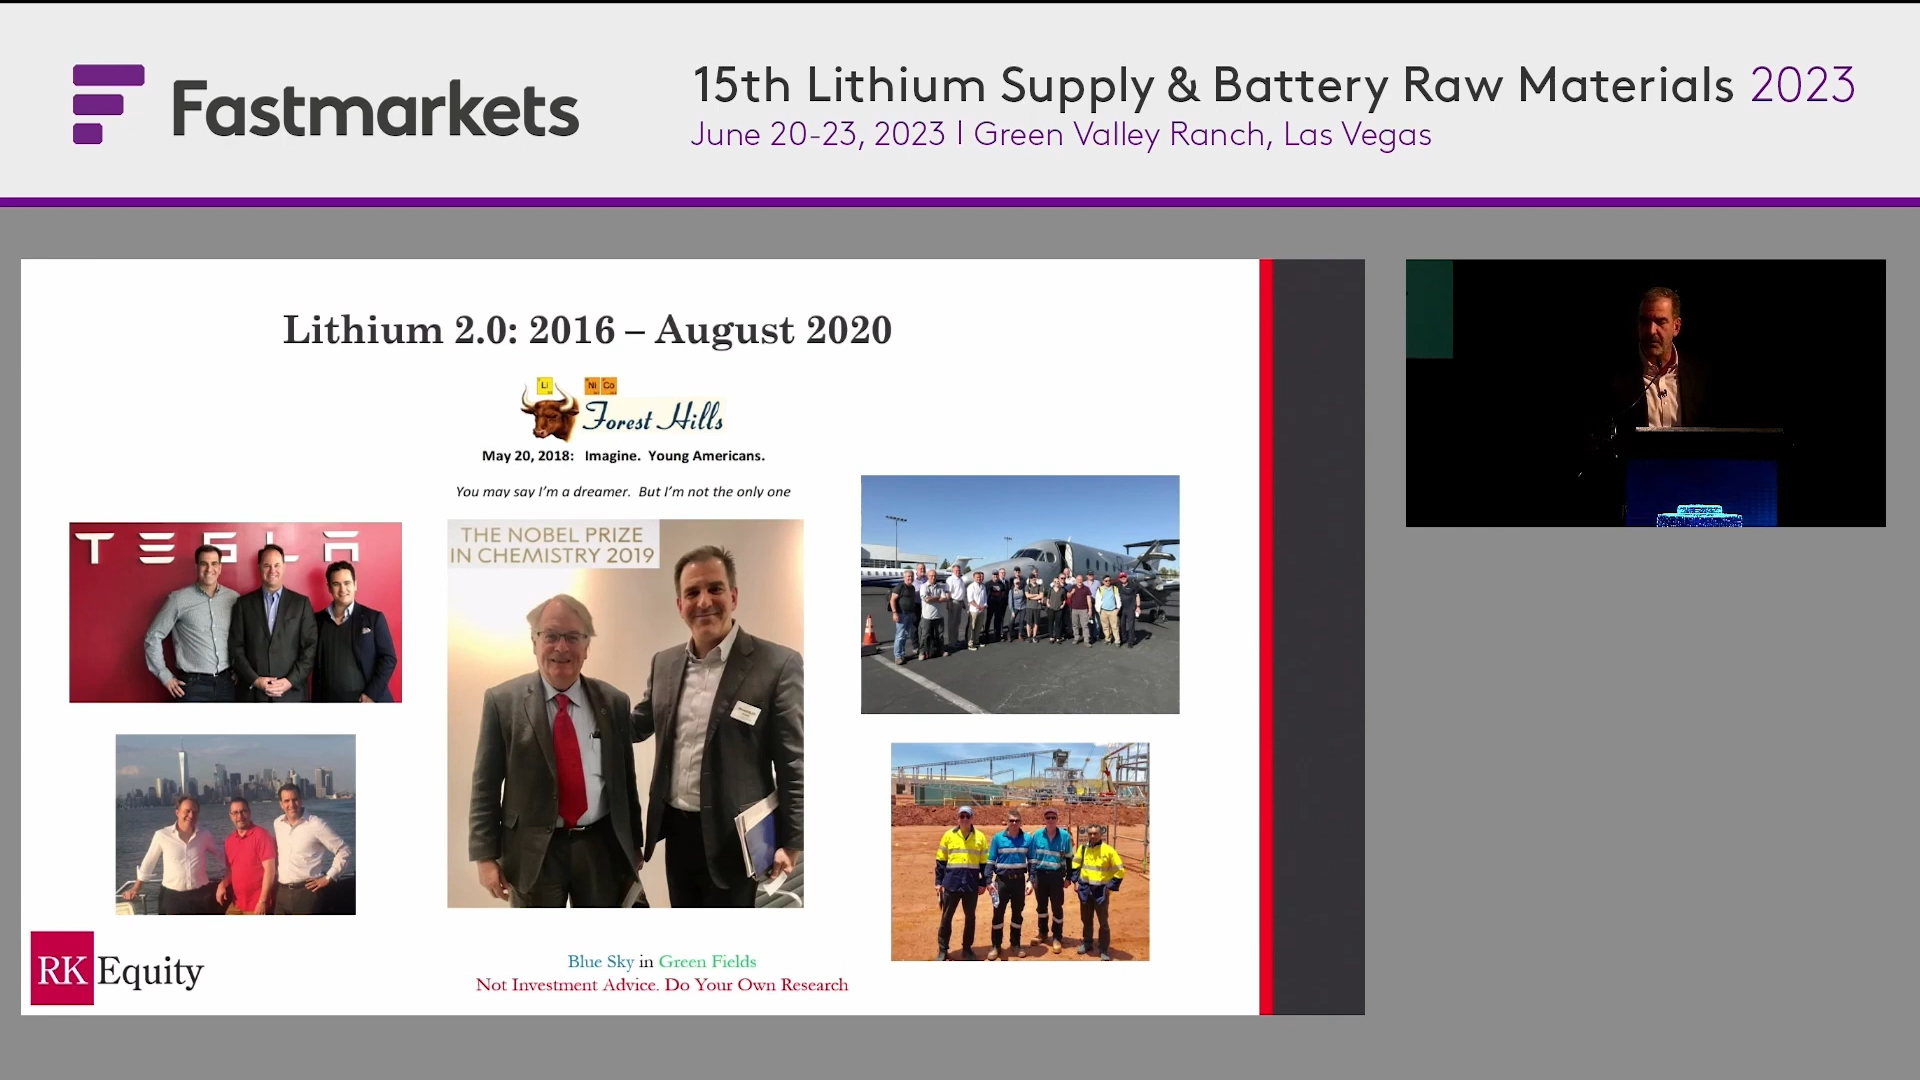 Fastmarkets
15th Lithium Supply & Battery Raw Materials 2023
June 20-23, 2023 | Green Valley Ranch, Las Vegas
Lithium 2.0: 2016 – August 2020
Li Ni Co
Forest Hills
May 20, 2018: Imagine. Young Americans.
You may say I'm a dreamer. But I'm not the only one
TESLA
THE NOBEL PRIZE
IN CHEMISTRY 2019
RK Equity
Blue Sky in Green Fields
Not Investment Advice. Do Your Own Research